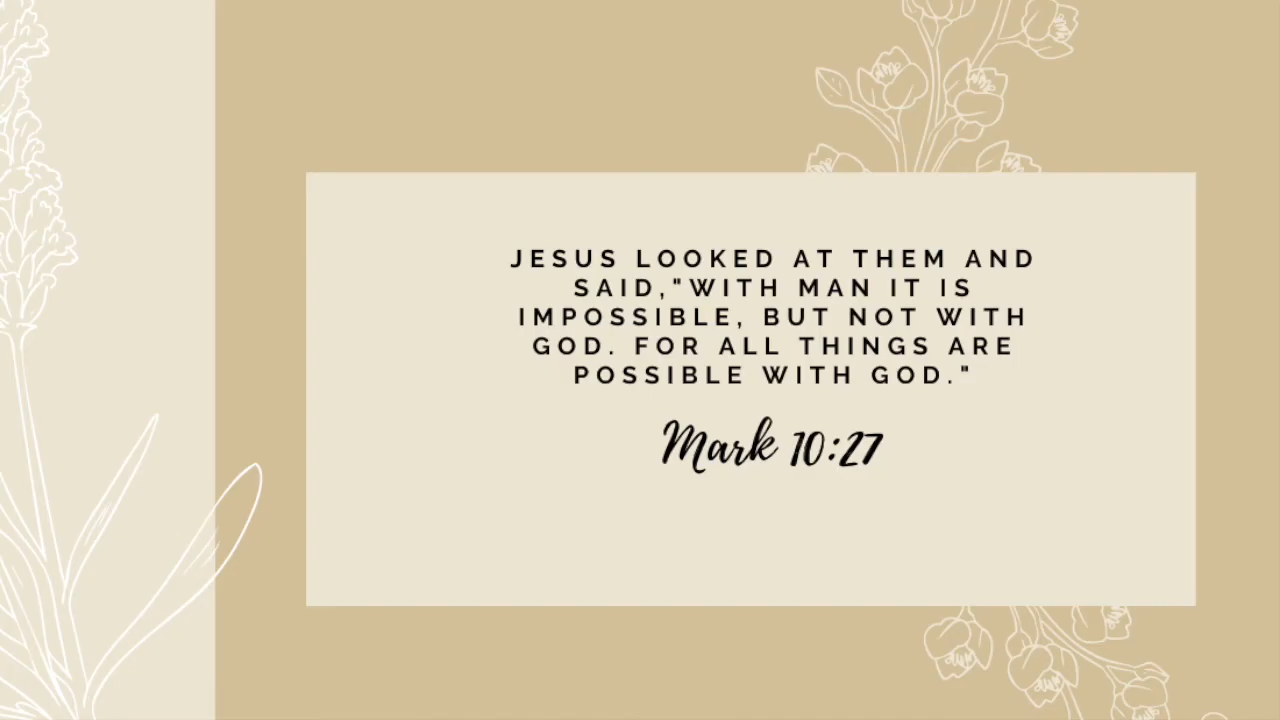 JESUS LOOKED AT THEM AND
SAID,"WITH MAN IT IS
IMPOSSIBLE, BUT NOT WITH
GOD. FOR ALL THINGS ARE
POSSIBLE WITH GOD."
Mark 10:27